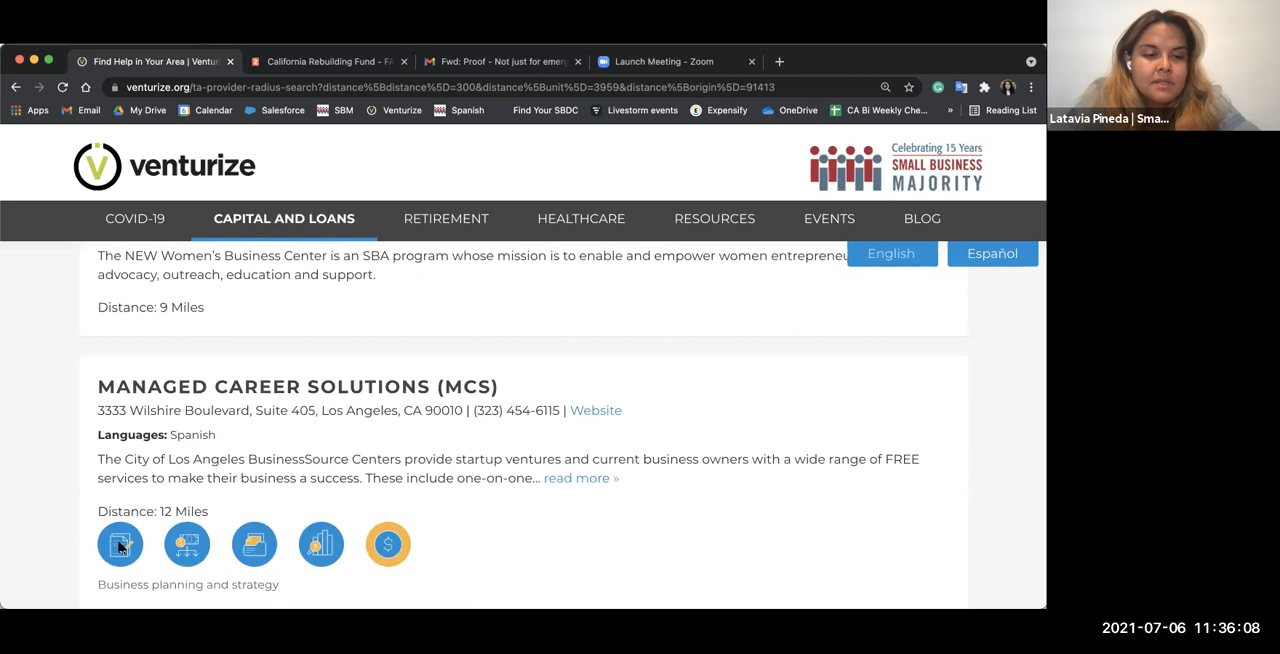 Find Help in Your Area | Ventur
California Rebuilding Fund - FA
Fwd: Proof - Not just for emerg
Launch Meeting - Zoom
venturize.org/ta-provider-radius-search?distance%5Bdistance%5D=300&distance%5Bunit%5D=3959&distance%5Borigin%5D=91413
Apps Email My Drive Calendar Salesforce SBM Venturize Spanish Find Your SBDC Livestorm events Expensify OneDrive CA Bi Weekly Che... » Reading List
Latavia Pineda | Sma...
venturize
Celebrating 15 Years
SMALL BUSINESS
MAJORITY
COVID-19 CAPITAL AND LOANS RETIREMENT HEALTHCARE RESOURCES EVENTS BLOG
English Español
The NEW Women's Business Center is an SBA program whose mission is to enable and empower women entrepreneu
advocacy, outreach, education and support.
Distance: 9 Miles
MANAGED CAREER SOLUTIONS (MCS)
3333 Wilshire Boulevard, Suite 405, Los Angeles, CA 90010 | (323) 454-6115 | Website
Languages: Spanish
The City of Los Angeles BusinessSource Centers provide startup ventures and current business owners with a wide range of FREE
services to make their business a success. These include one-on-one... read more »
Distance: 12 Miles
Business planning and strategy
2021-07-06 11:36:08